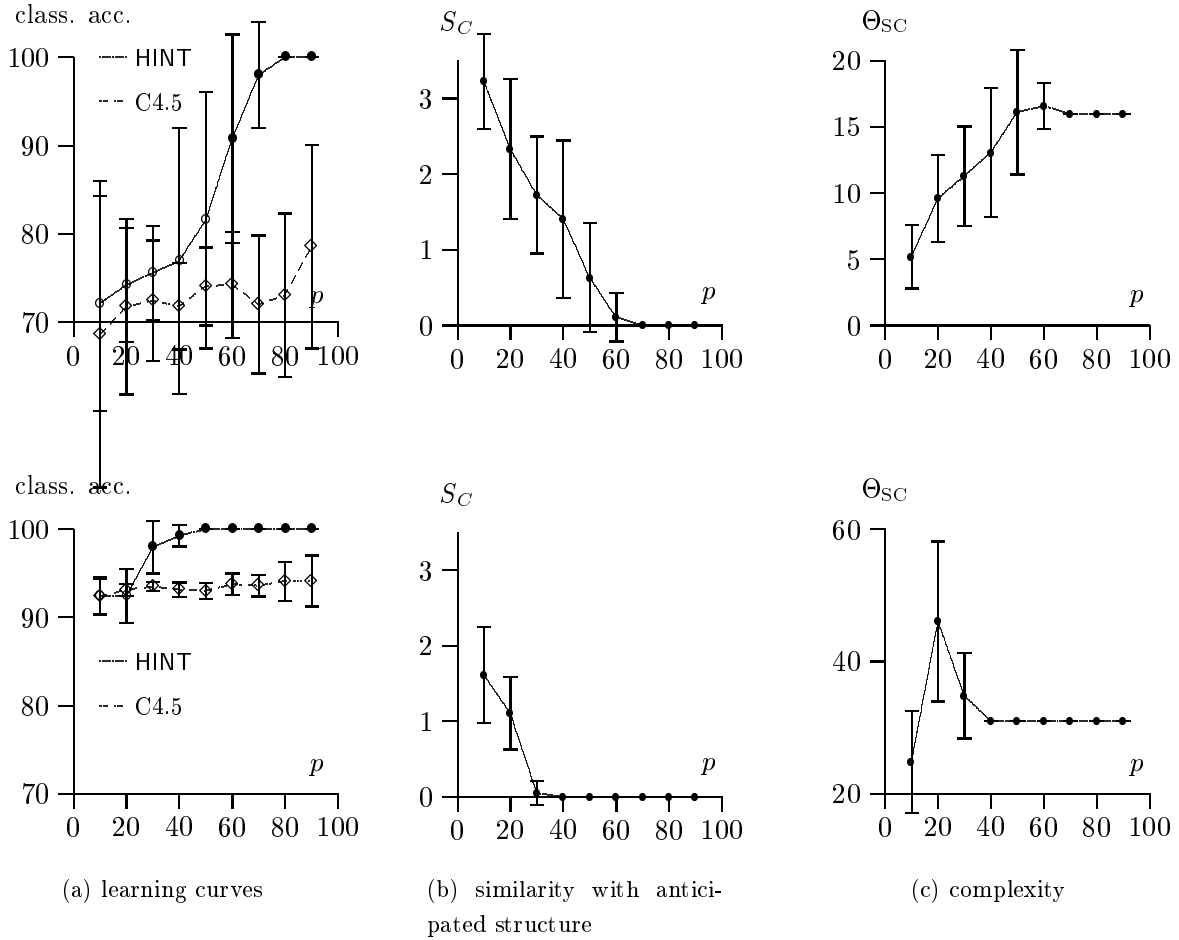 class. acc.
100
90
80
70
HINT
C4.5
p
0 20 40 60 80 100
S_C
3
2
1
0
p
0 20 40 60 80 100
Θ_SC
20
15
10
5
0
p
0 20 40 60 80 100
class. acc.
100
90
80
70
HINT
C4.5
p
0 20 40 60 80 100
S_C
3
2
1
0
p
0 20 40 60 80 100
Θ_SC
60
40
20
p
0 20 40 60 80 100
(a) learning curves
(b) similarity with antici-
pated structure
(c) complexity